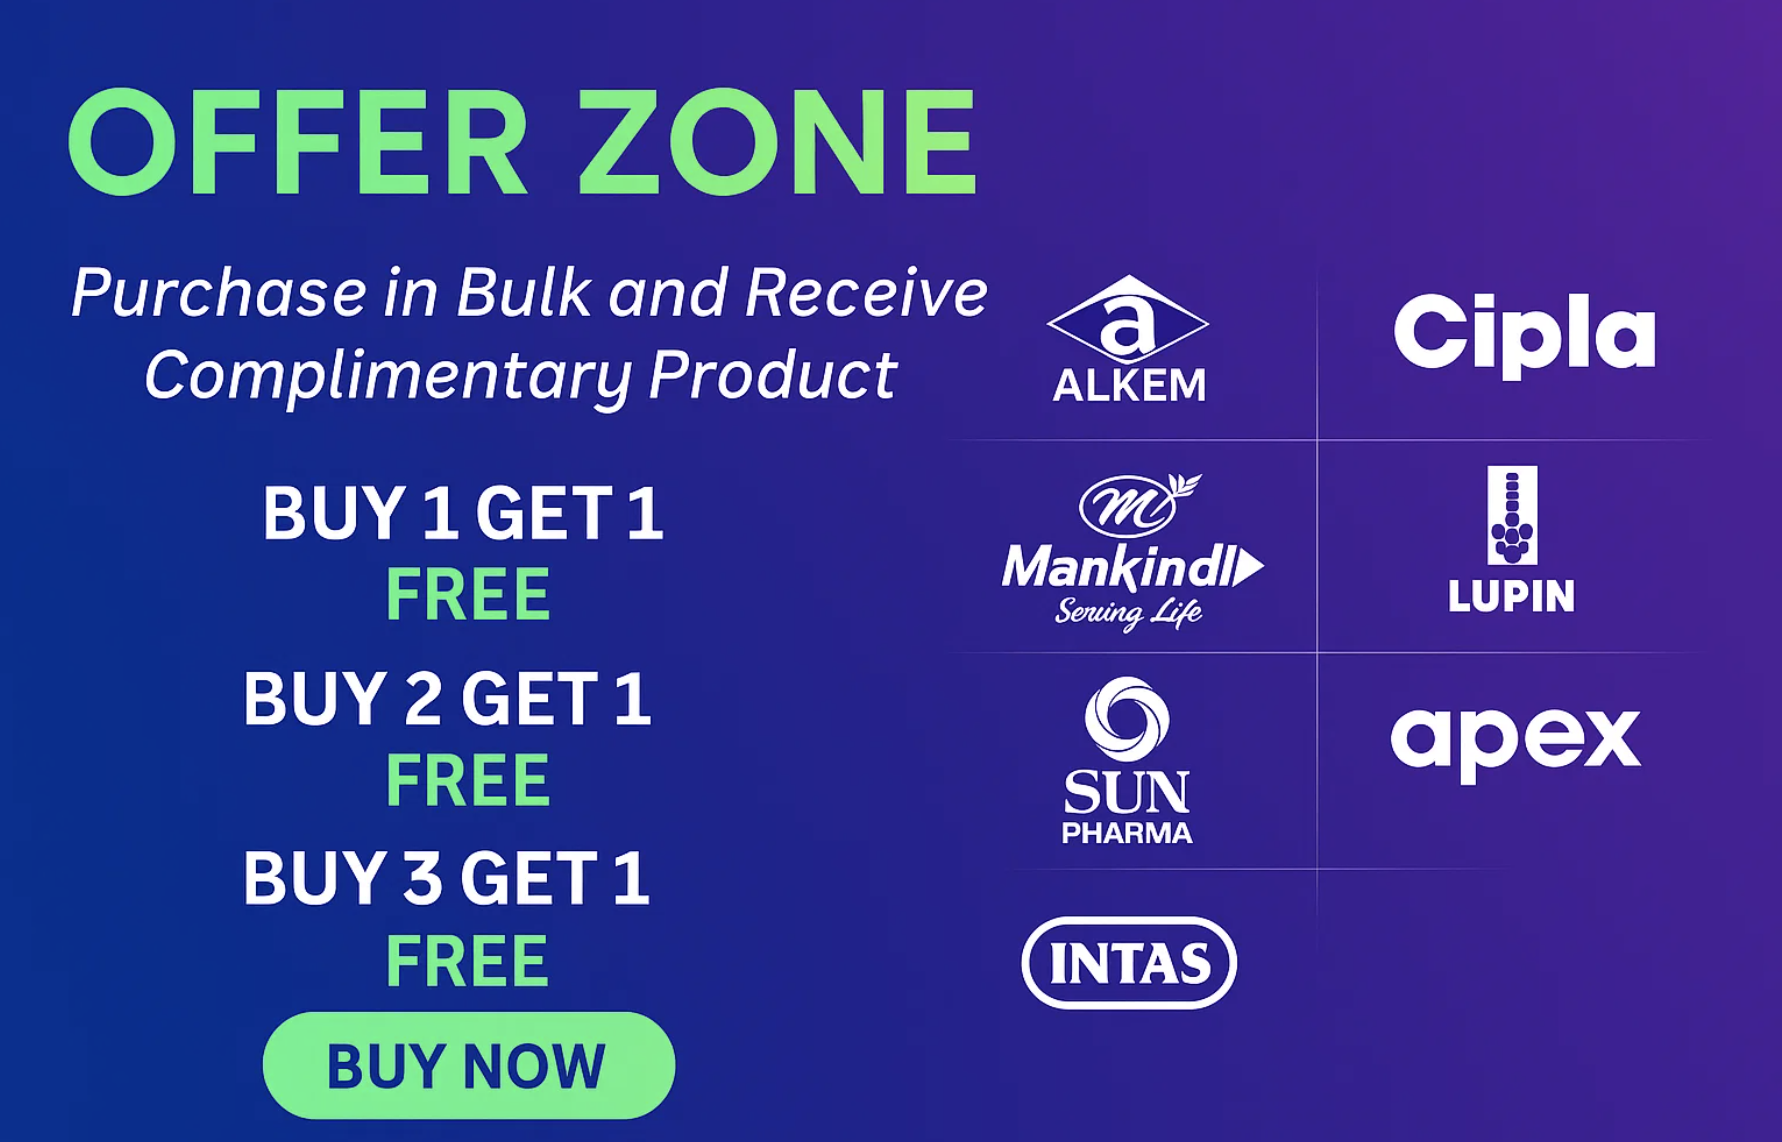 OFFER ZONE
Purchase in Bulk and Receive
Complimentary Product
BUY 1 GET 1
FREE
BUY 2 GET 1
FREE
BUY 3 GET 1
FREE
BUY NOW
a
ALKEM
Cipla
m
Mankind
Serving Life
LUPIN
SUN
PHARMA
apex
INTAS